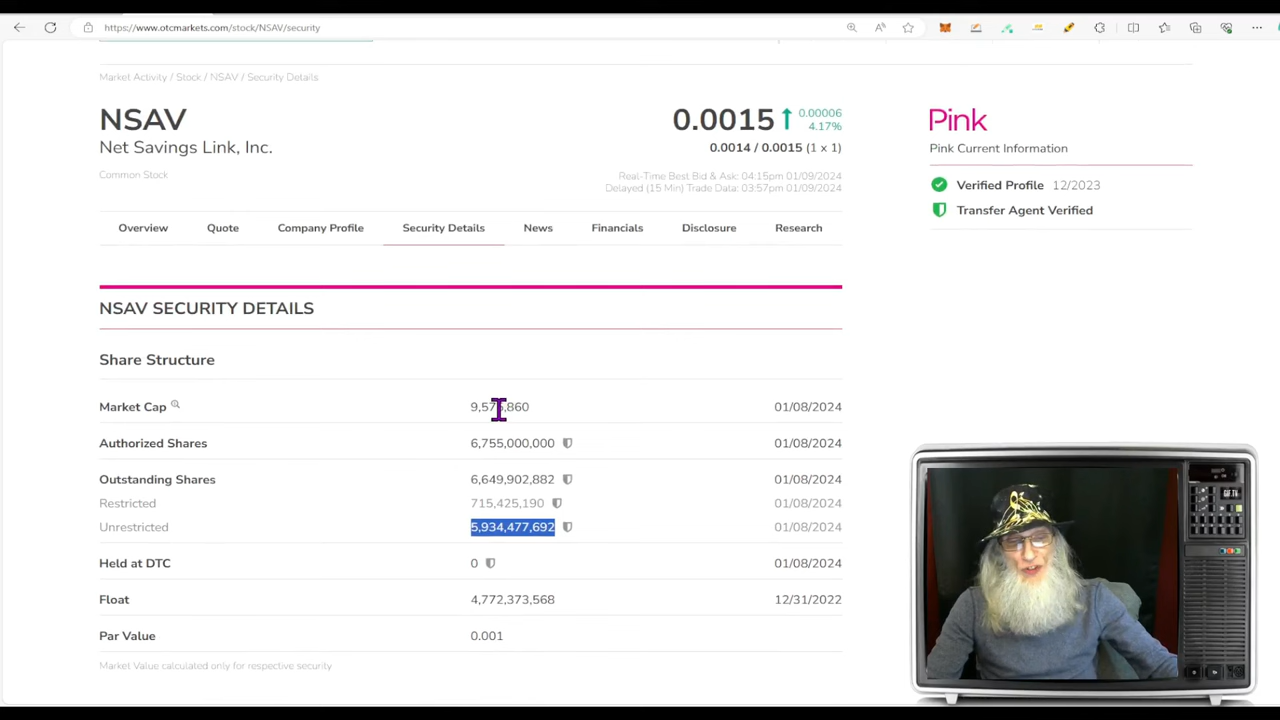 https://www.otcmarkets.com/stock/NSAV/security
Market Activity / Stock / NSAV / Security Details
NSAV
Net Savings Link, Inc.
Common Stock
0.0015
0.00006
4.17%
0.0014 / 0.0015 (1 x 1)
Real-Time Best Bid & Ask: 04:15pm 01/09/2024
Delayed (15 Min) Trade Data: 03:57pm 01/09/2024
Pink
Pink Current Information
Verified Profile 12/2023
Transfer Agent Verified
Overview Quote Company Profile Security Details News Financials Disclosure Research
NSAV SECURITY DETAILS
Share Structure
Market Cap 01/08/2024
Authorized Shares 6,755,000,000 01/08/2024
Outstanding Shares 6,649,902,882 01/08/2024
Restricted 715,425,190 01/08/2024
Unrestricted 5,934,477,692 01/08/2024
Held at DTC 0 01/08/2024
Float 4,772,373,568 12/31/2022
Par Value 0.001
Market Value calculated only for respective security